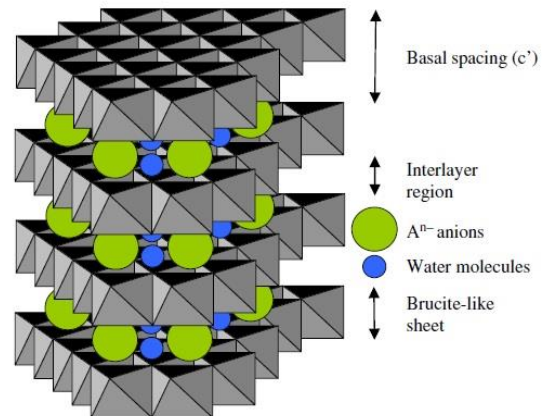 Basal spacing (c’)
Interlayer
region
Aⁿ⁻ anions
Water molecules
Brucite-like
sheet